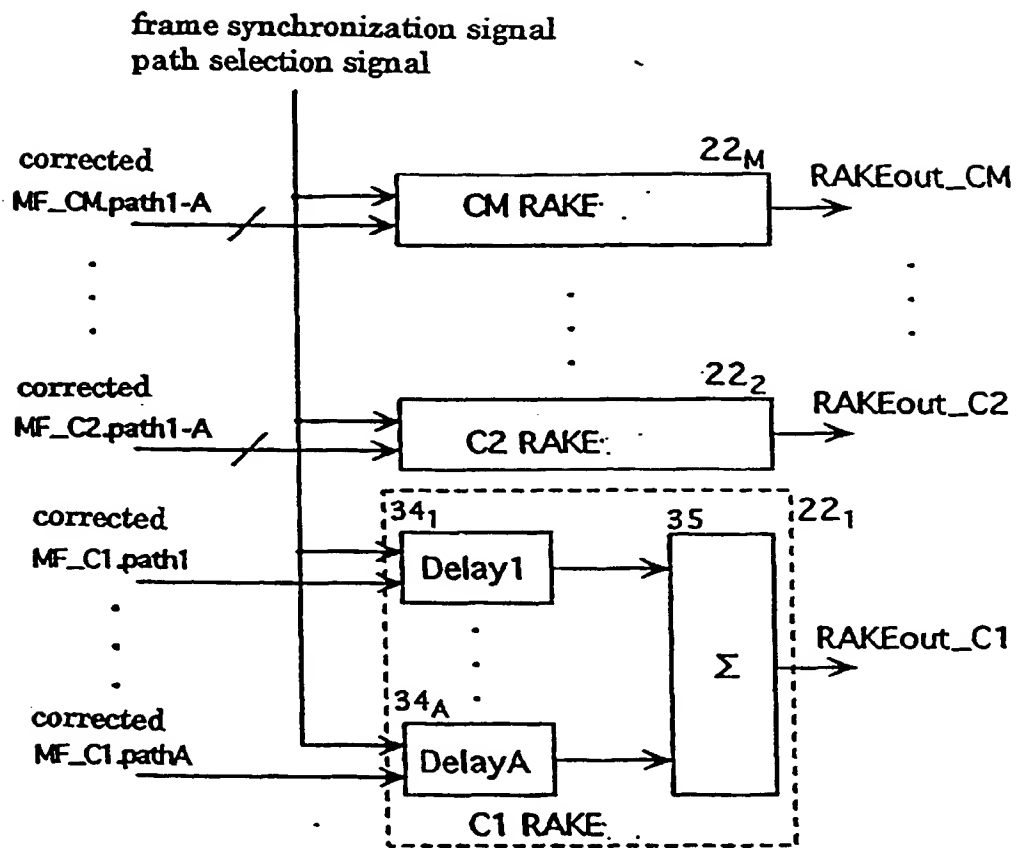 frame synchronization signal
path selection signal
corrected
MF_CM.path1-A
22M
CM RAKE
RAKEout_CM
corrected
MF_C2.path1-A
222
C2 RAKE
RAKEout_C2
corrected
MF_C1.path1
341
Delay1
35
221
Σ
RAKEout_C1
corrected
MF_C1.pathA
34A
DelayA
C1 RAKE